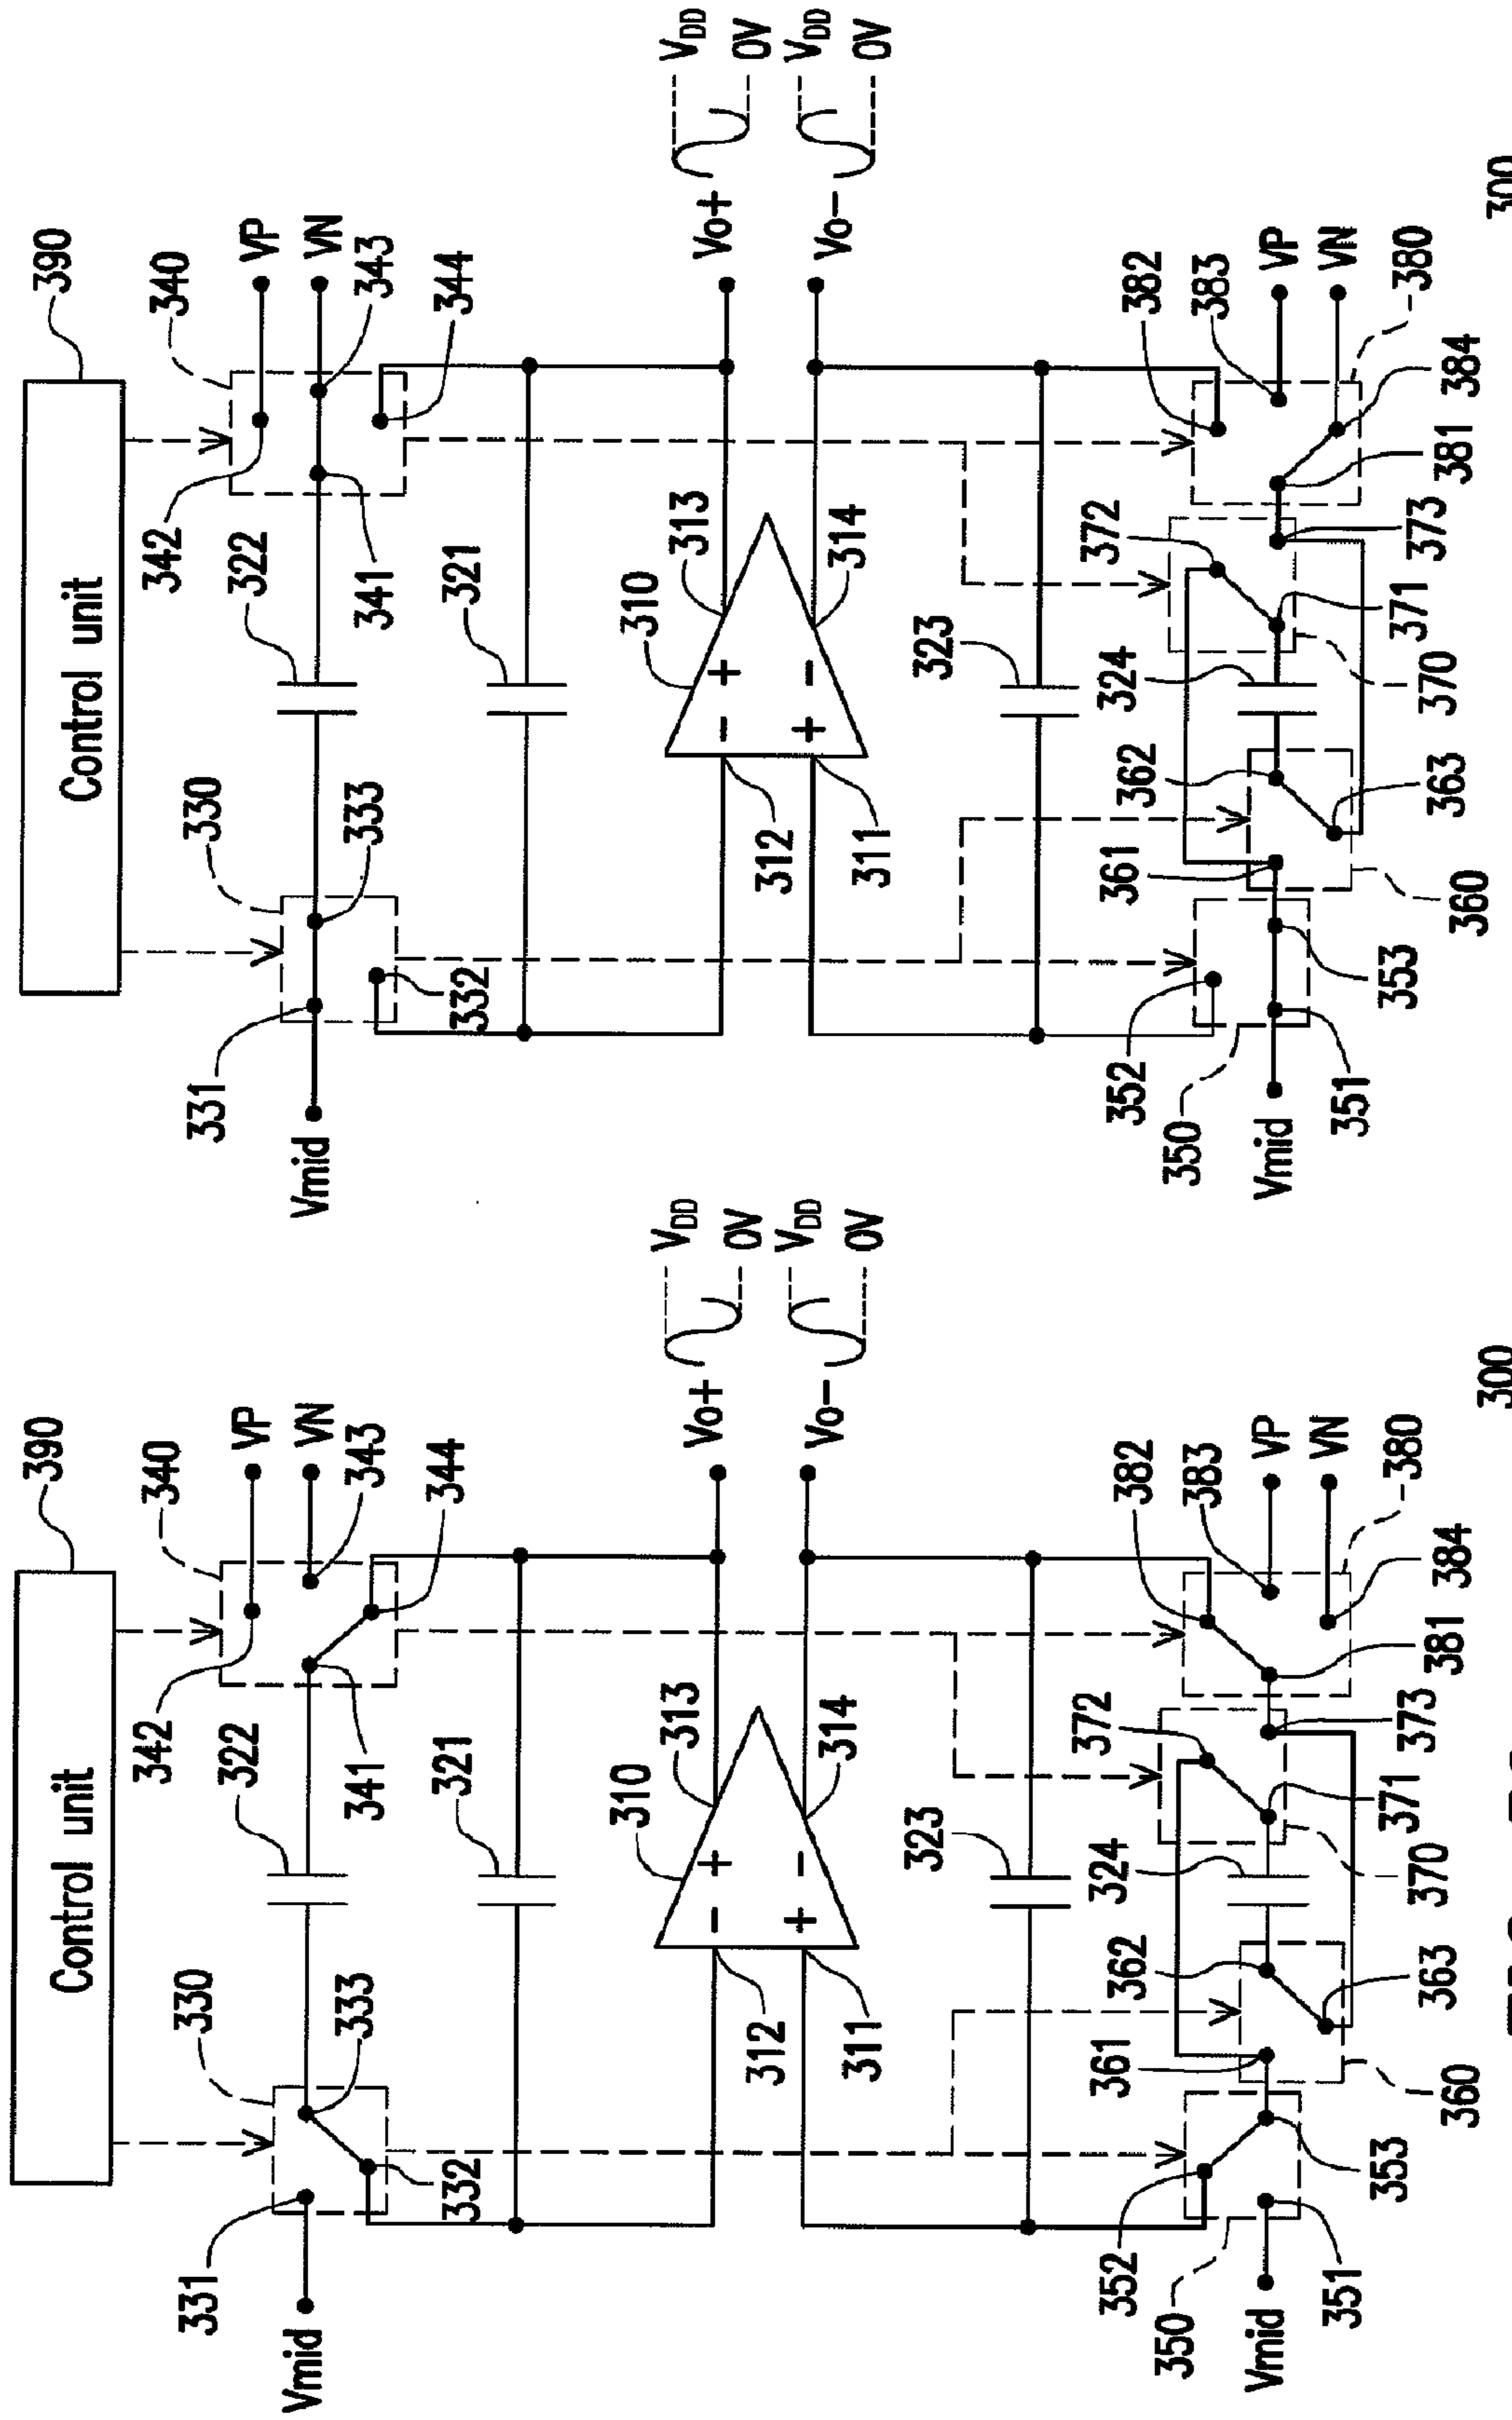 Control unit
390
340
VP
VN
343
344
342
322
341
330
333
331
332
Vmid
321
310
313
312
314
311
Vo+
VDD
0V
Vo−
VDD
0V
323
382
383
VP
VN
380
384
381
372
373
371
370
324
362
363
361
360
352
353
350
351
Vmid
300
Control unit
390
340
VP
VN
343
344
342
322
341
330
333
331
332
Vmid
321
310
313
312
314
311
Vo+
VDD
0V
Vo−
VDD
0V
323
382
383
VP
VN
380
384
381
372
373
371
370
324
362
363
361
360
352
353
350
351
Vmid
300